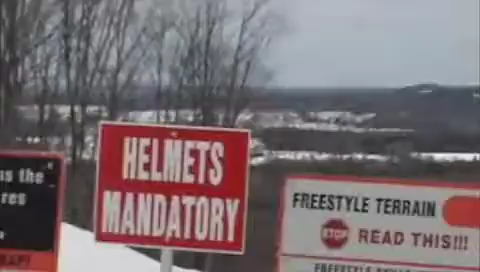 ns the
res
HELMETS
MANDATORY
FREESTYLE TERRAIN
STOP READ THIS!!!